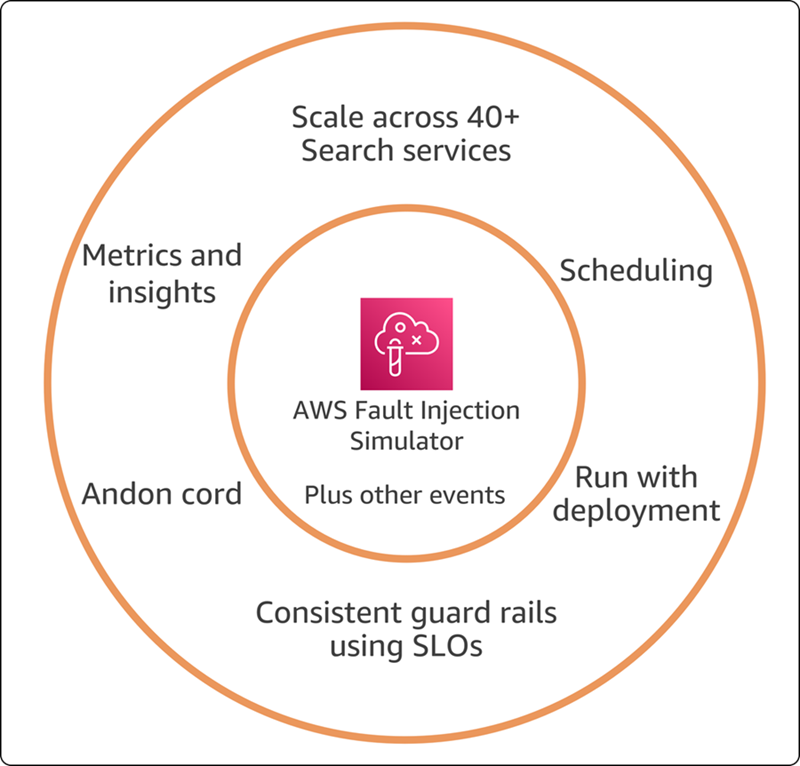 Scale across 40+
Search services
Metrics and
insights
Scheduling
AWS Fault Injection
Simulator
Plus other events
Andon cord
Run with
deployment
Consistent guard rails
using SLOs